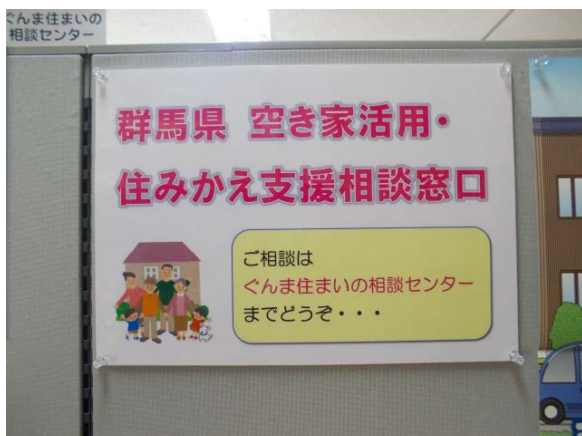 ぐんま住まいの
相談センター
群馬県 空き家活用・
住みかえ支援相談窓口
ご相談は
ぐんま住まいの相談センター
までどうぞ・・・